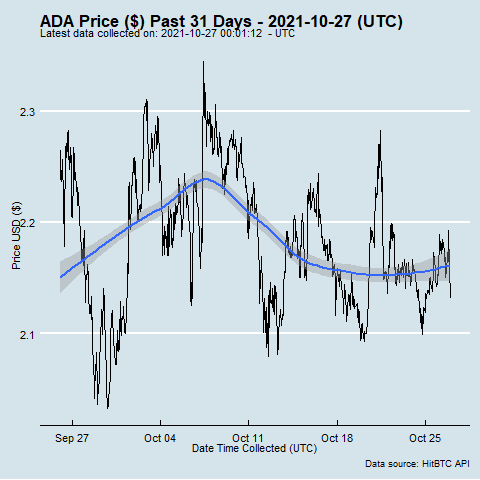 ADA Price ($) Past 31 Days - 2021-10-27 (UTC)
Latest data collected on: 2021-10-27 00:01:12 - UTC
2.3
2.2
2.1
Price USD ($)
Sep 27 Oct 04 Oct 11 Oct 18 Oct 25
Date Time Collected (UTC)
Data source: HitBTC API